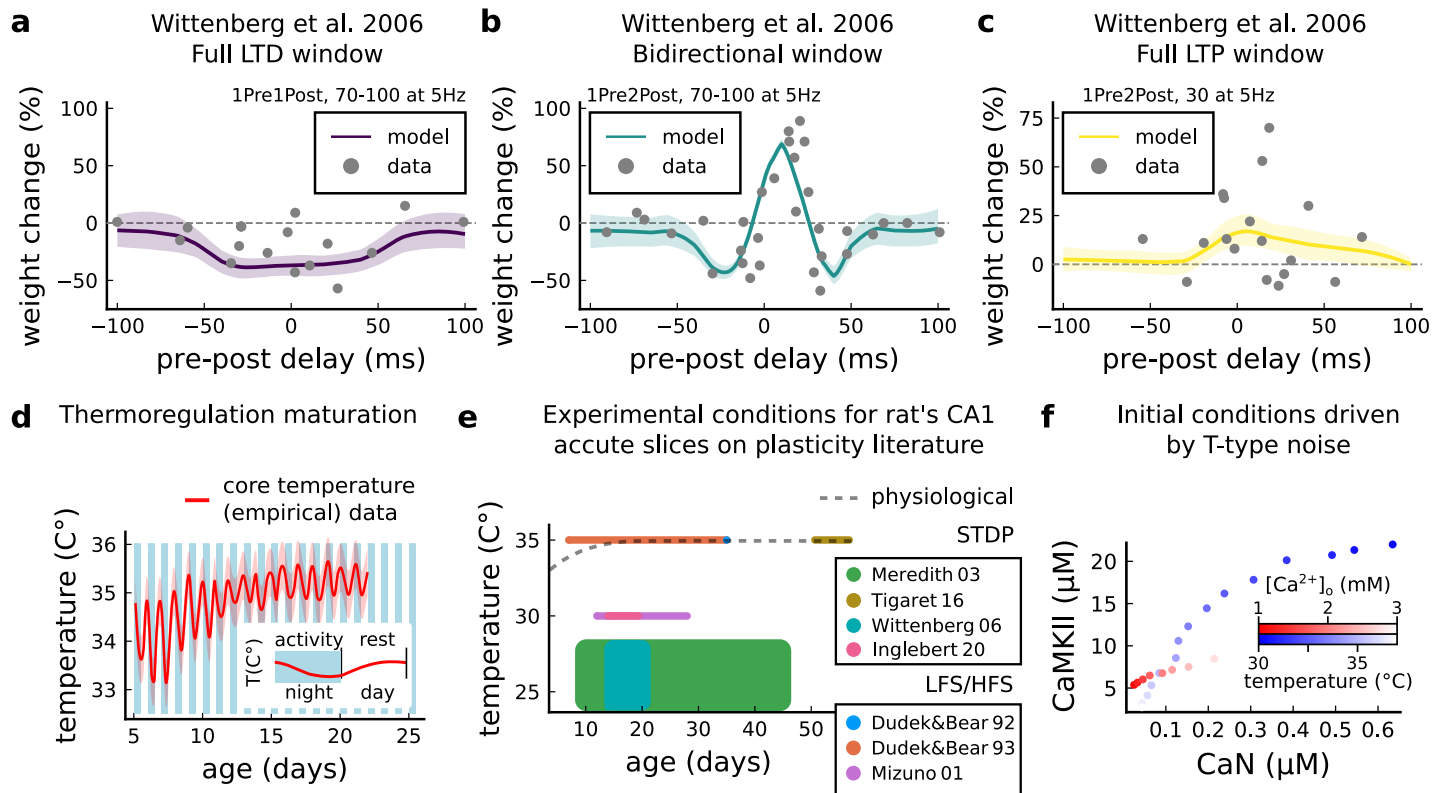 a
Wittenberg et al. 2006
Full LTD window
1Pre1Post, 70-100 at 5Hz
model
data
weight change (%)
100
50
0
−50
−100
−50
0
50
100
pre-post delay (ms)
b
Wittenberg et al. 2006
Bidirectional window
1Pre2Post, 70-100 at 5Hz
model
data
weight change (%)
100
50
0
−50
−100
−50
0
50
100
pre-post delay (ms)
c
Wittenberg et al. 2006
Full LTP window
1Pre2Post, 30 at 5Hz
model
data
weight change (%)
75
50
25
0
−100
−50
0
50
100
pre-post delay (ms)
d
Thermoregulation maturation
core temperature
(empirical) data
temperature (C°)
36
35
34
33
activity
rest
T(C°)
night
day
5
10
15
20
25
age (days)
e
Experimental conditions for rat's CA1
accute slices on plasticity literature
physiological
temperature (C°)
35
30
25
10
20
30
40
50
age (days)
STDP
Meredith 03
Tigaret 16
Wittenberg 06
Inglebert 20
LFS/HFS
Dudek&Bear 92
Dudek&Bear 93
Mizuno 01
f
Initial conditions driven
by T-type noise
CaMKII (μM)
20
15
10
5
[Ca²⁺]ₒ (mM)
1
2
3
30
35
temperature (°C)
0.1
0.2
0.3
0.4
0.5
0.6
CaN (μM)